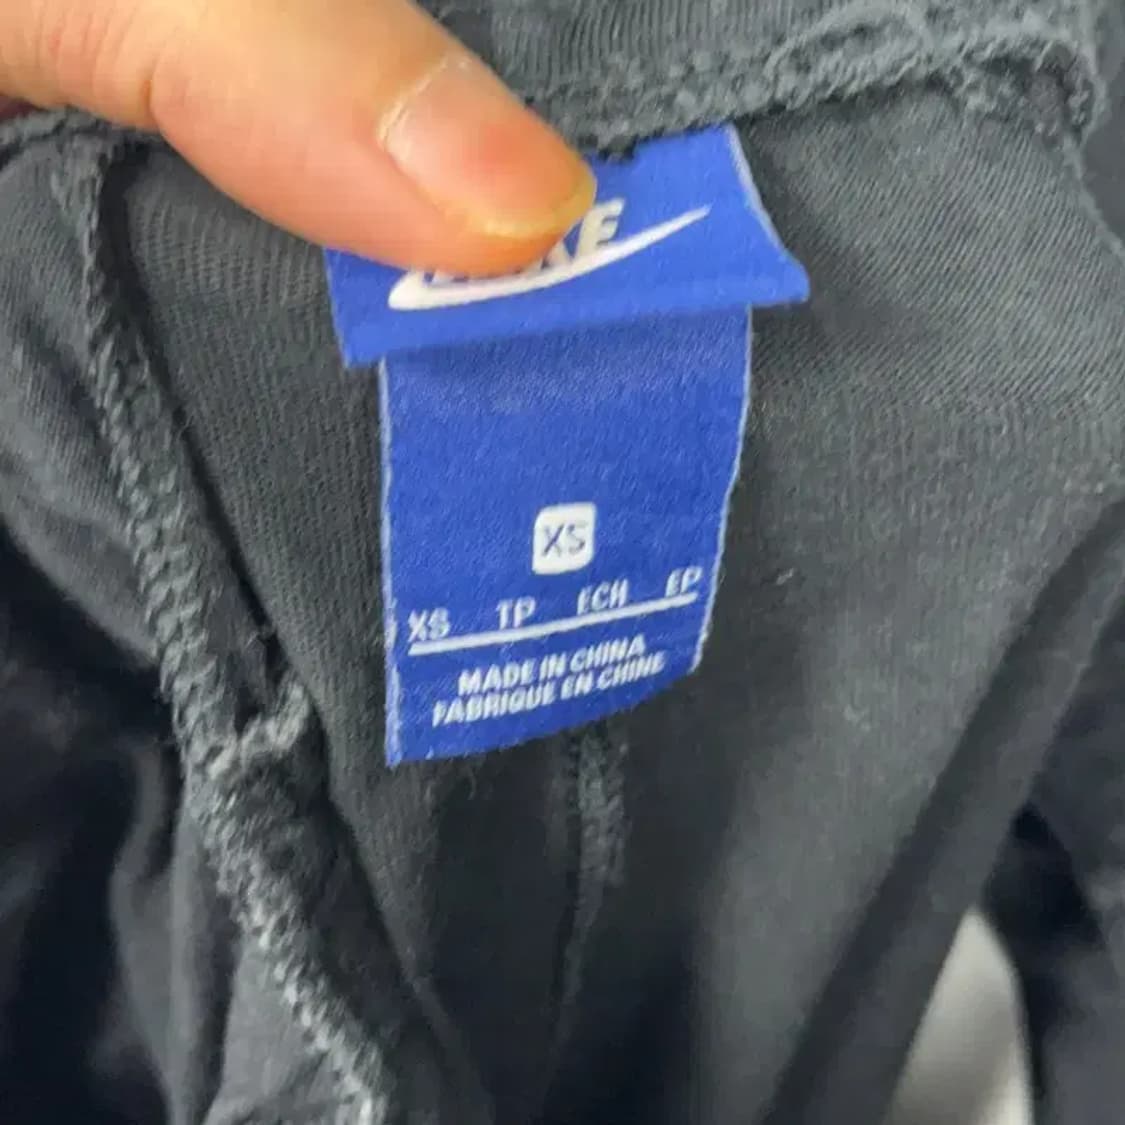 XS
XS TP ECH EP
MADE IN CHINA
FABRIQUE EN CHINE